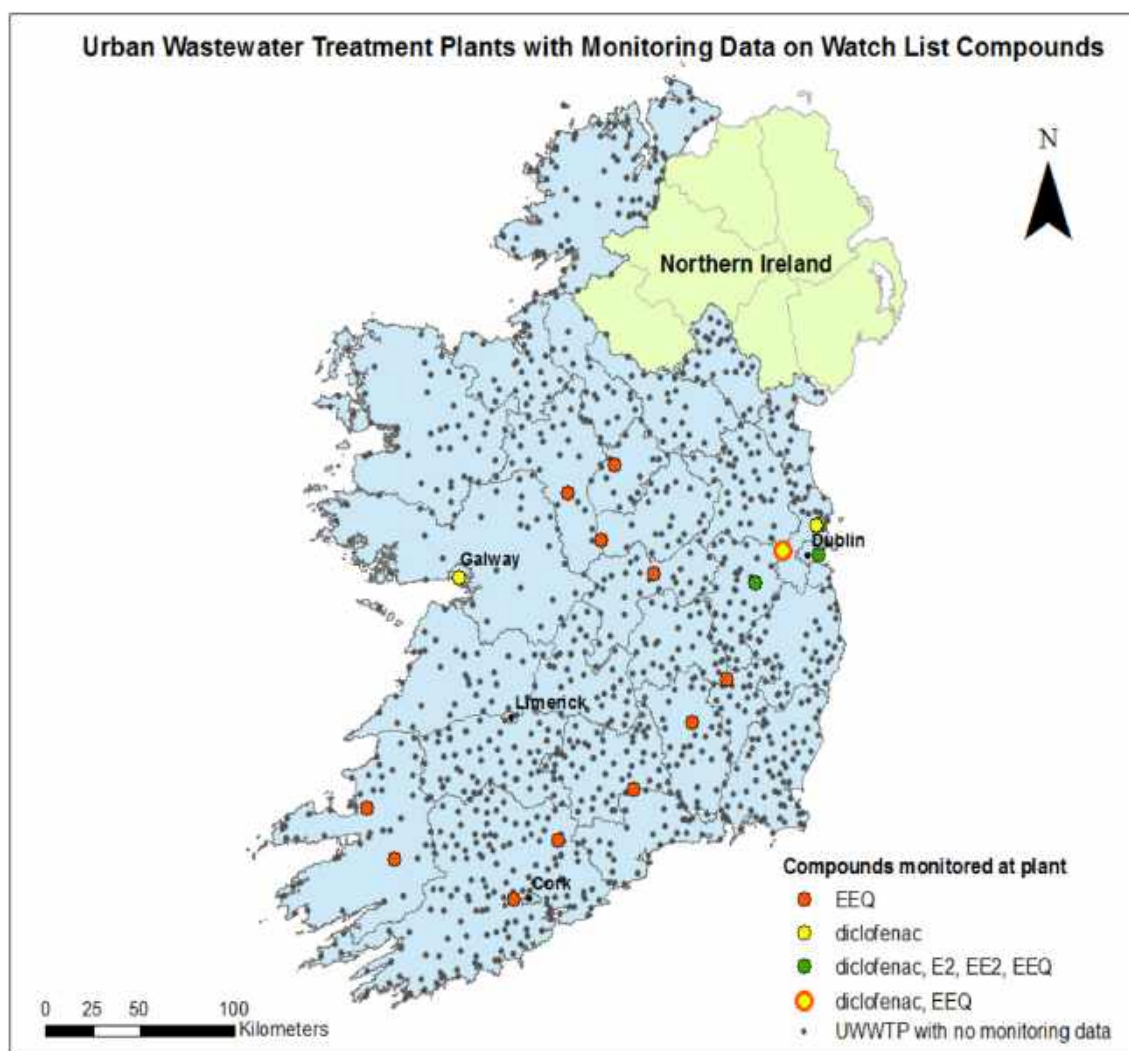 Urban Wastewater Treatment Plants with Monitoring Data on Watch List Compounds
N
Northern Ireland
Dublin
Galway
Limerick
Cork
Compounds monitored at plant
EEQ
diclofenac
diclofenac, E2, EE2, EEQ
diclofenac, EEQ
UWWTP with no monitoring data
0 25 50 100
Kilometers